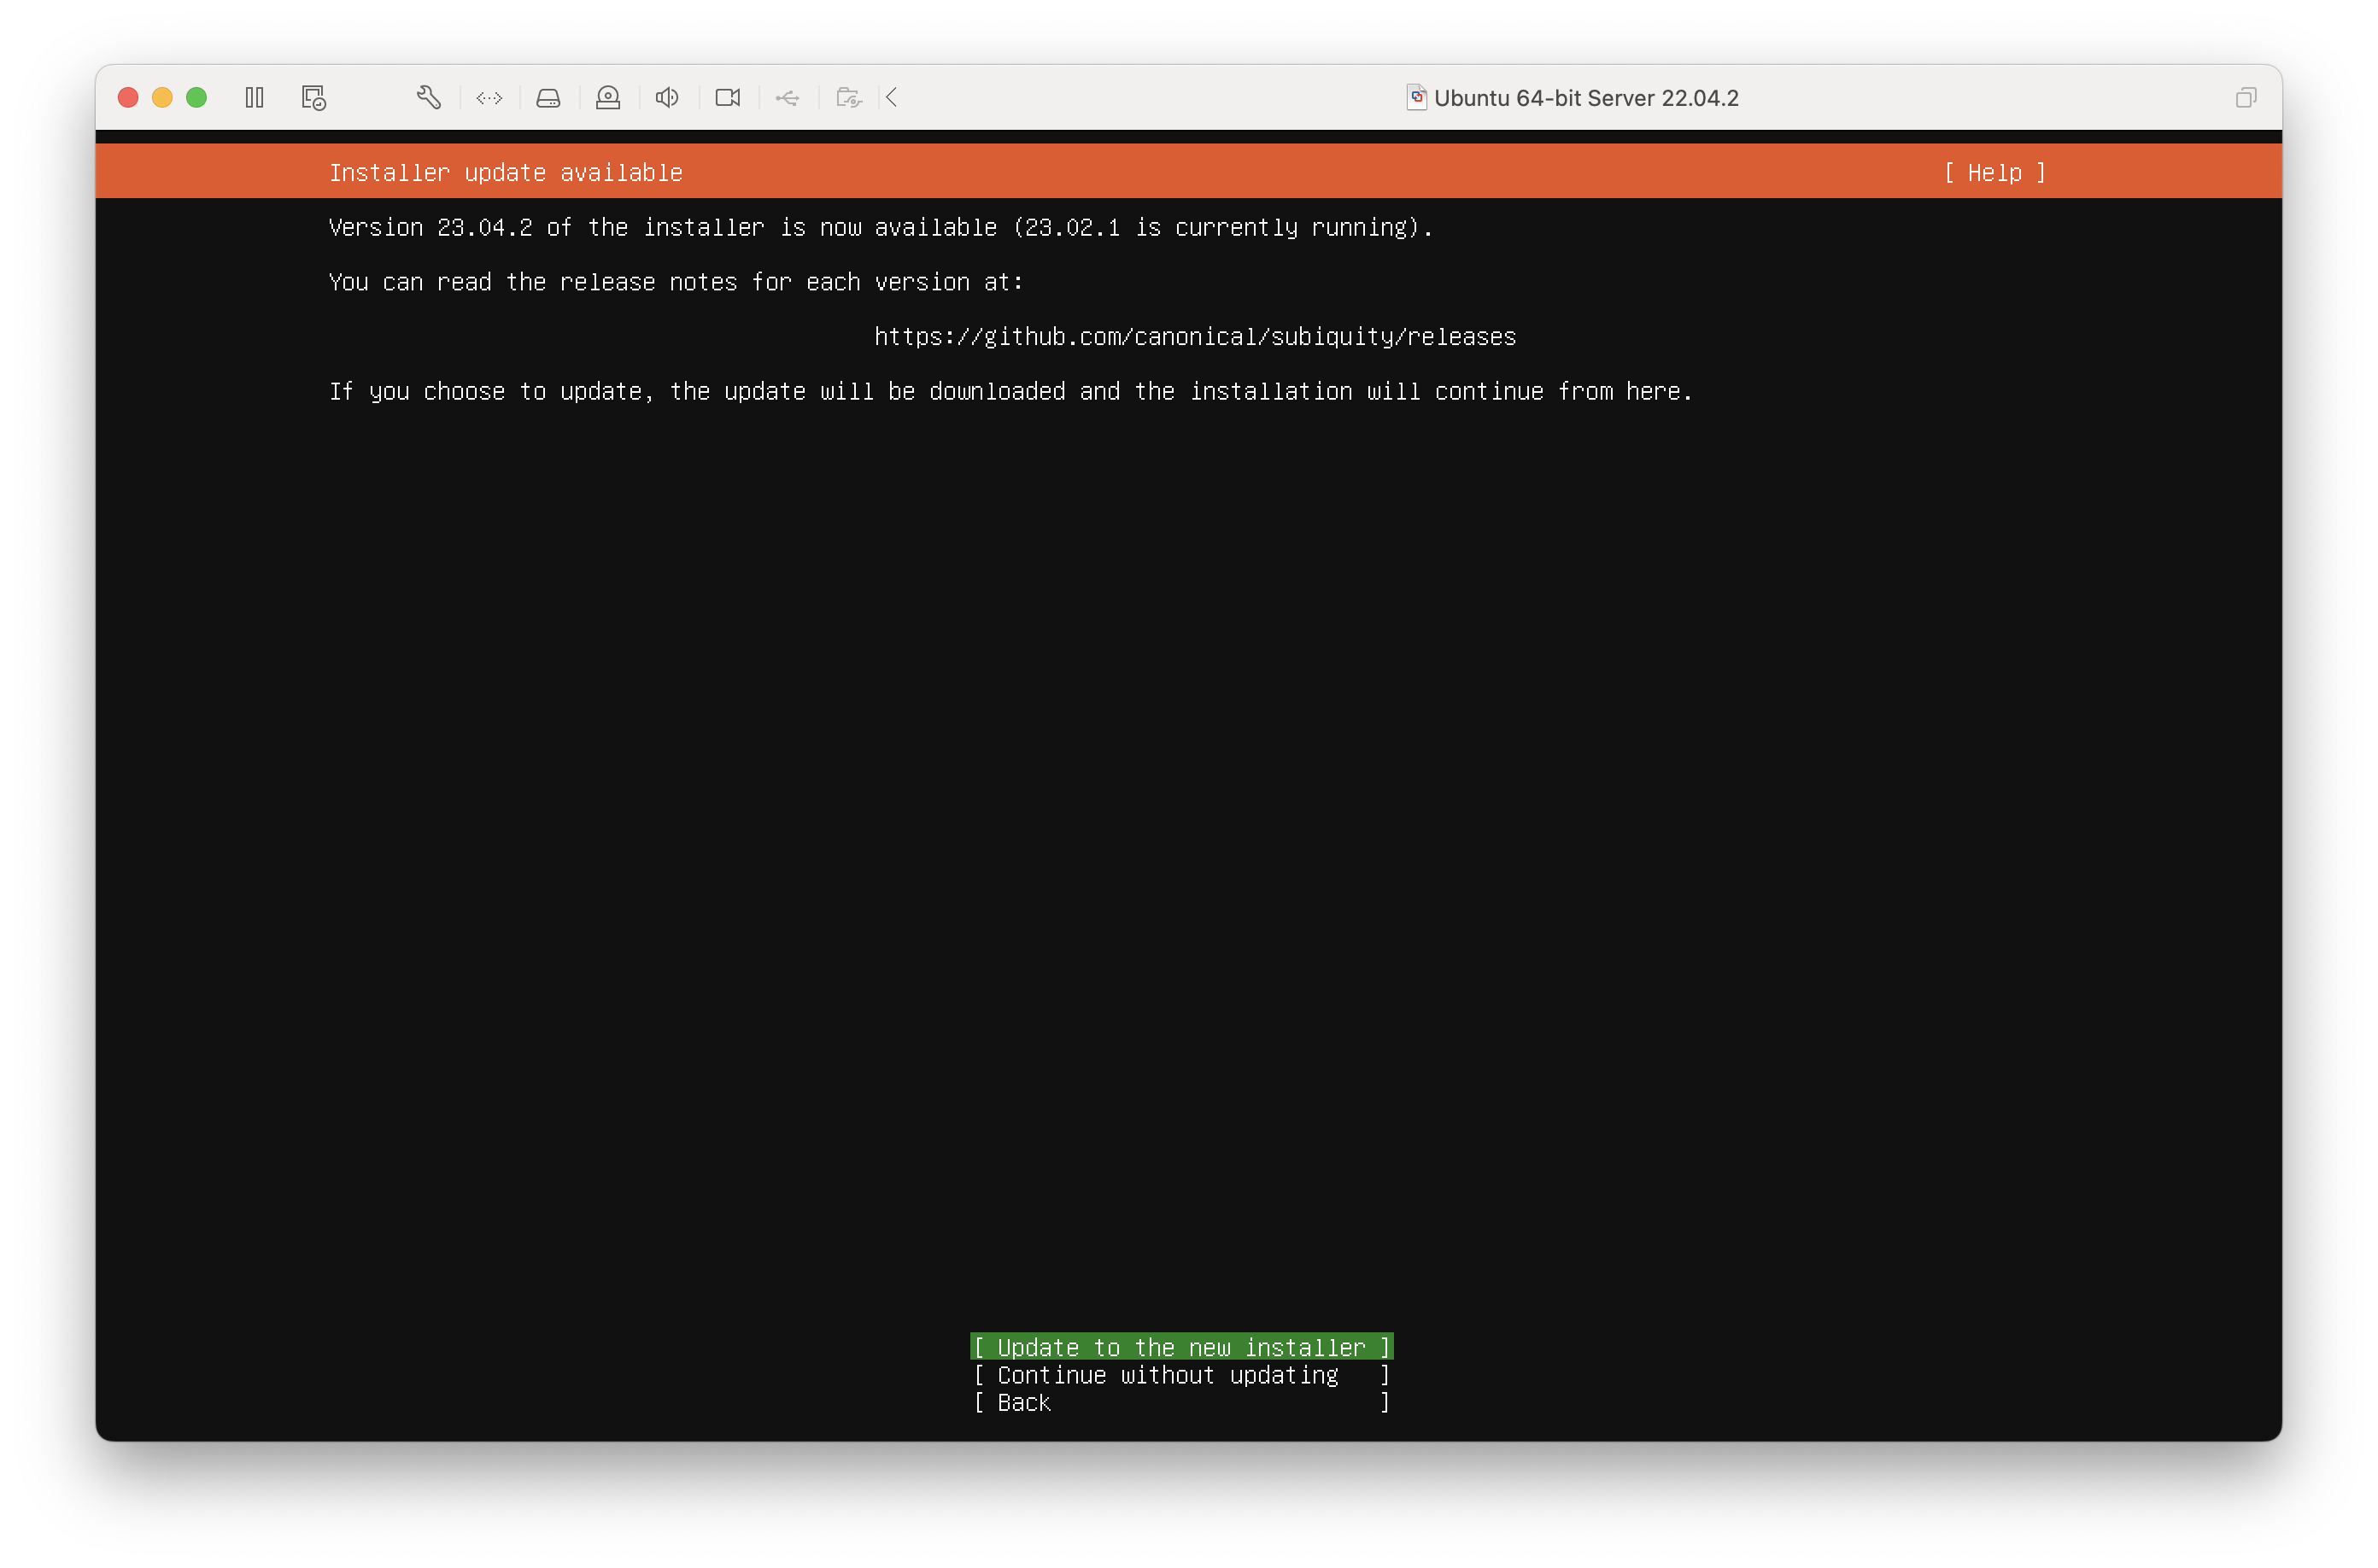 Ubuntu 64-bit Server 22.04.2
Installer update available [ Help ]
Version 23.04.2 of the installer is now available (23.02.1 is currently running).
You can read the release notes for each version at:
https://github.com/canonical/subiquity/releases
If you choose to update, the update will be downloaded and the installation will continue from here.
[ Update to the new installer ]
[ Continue without updating ]
[ Back ]